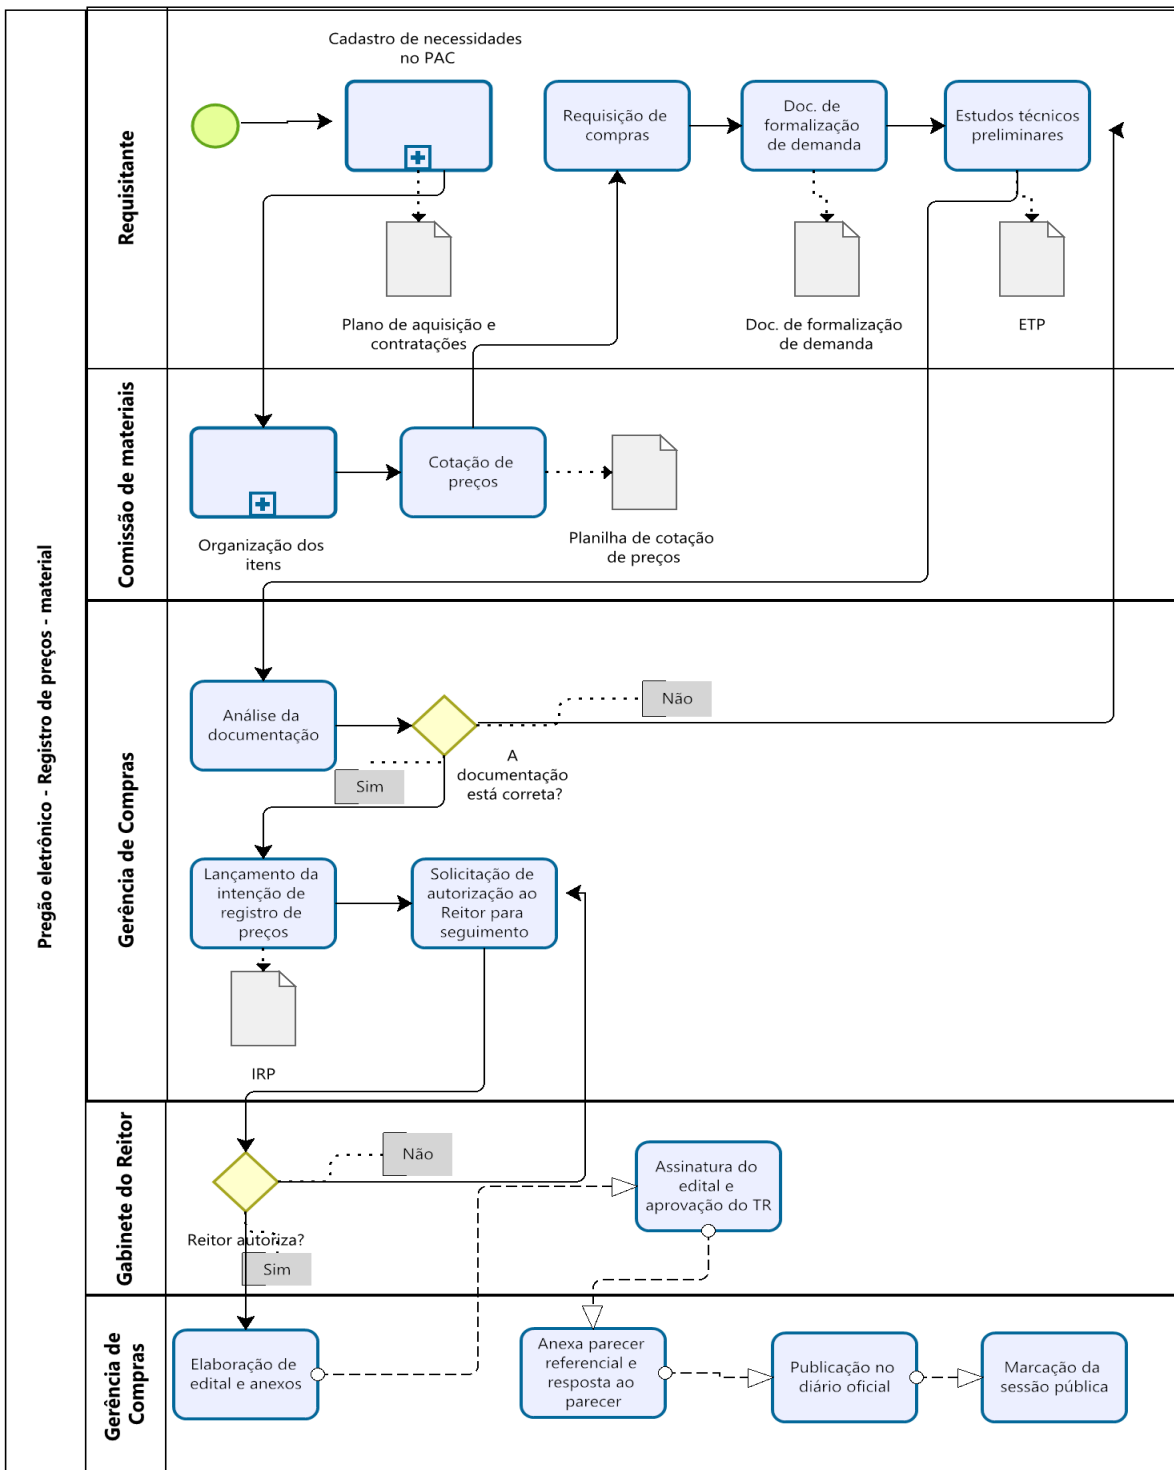 Pregão eletrônico - Registro de preços - material
Requisitante
Cadastro de necessidades
no PAC
Requisição de
compras
Doc. de
formalização
de demanda
Estudos técnicos
preliminares
Plano de aquisição e
contratações
Doc. de formalização
de demanda
ETP
Comissão de materiais
Cotação de
preços
Organização dos
itens
Planilha de cotação
de preços
Gerência de Compras
Análise da
documentação
Não
A
documentação
está correta?
Sim
Lançamento da
intenção de
registro de
preços
Solicitação de
autorização ao
Reitor para
seguimento
IRP
Gabinete do Reitor
Não
Reitor autoriza?
Sim
Assinatura do
edital e
aprovação do TR
Gerência de
Compras
Elaboração de
edital e anexos
Anexa parecer
referencial e
resposta ao
parecer
Publicação no
diário oficial
Marcação da
sessão pública